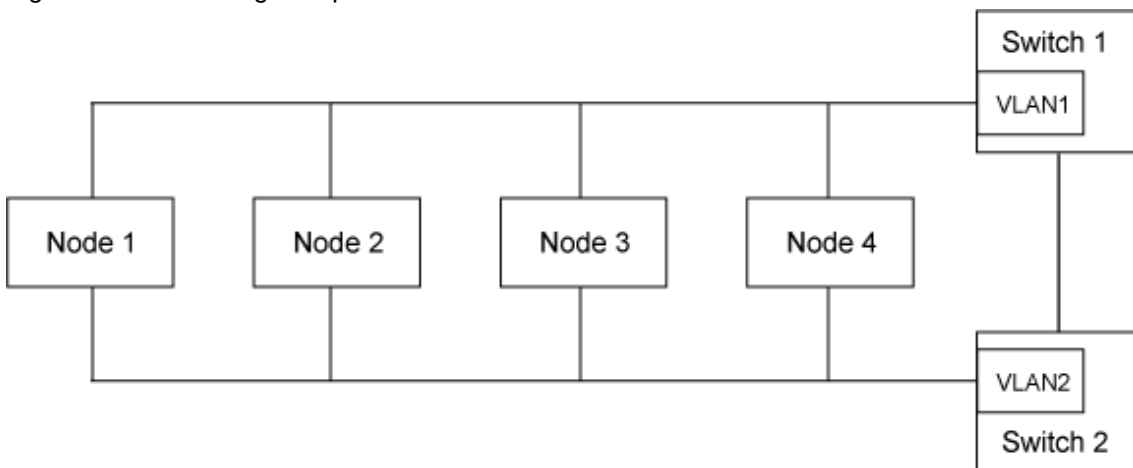 Switch 1
VLAN1
Node 1
Node 2
Node 3
Node 4
VLAN2
Switch 2